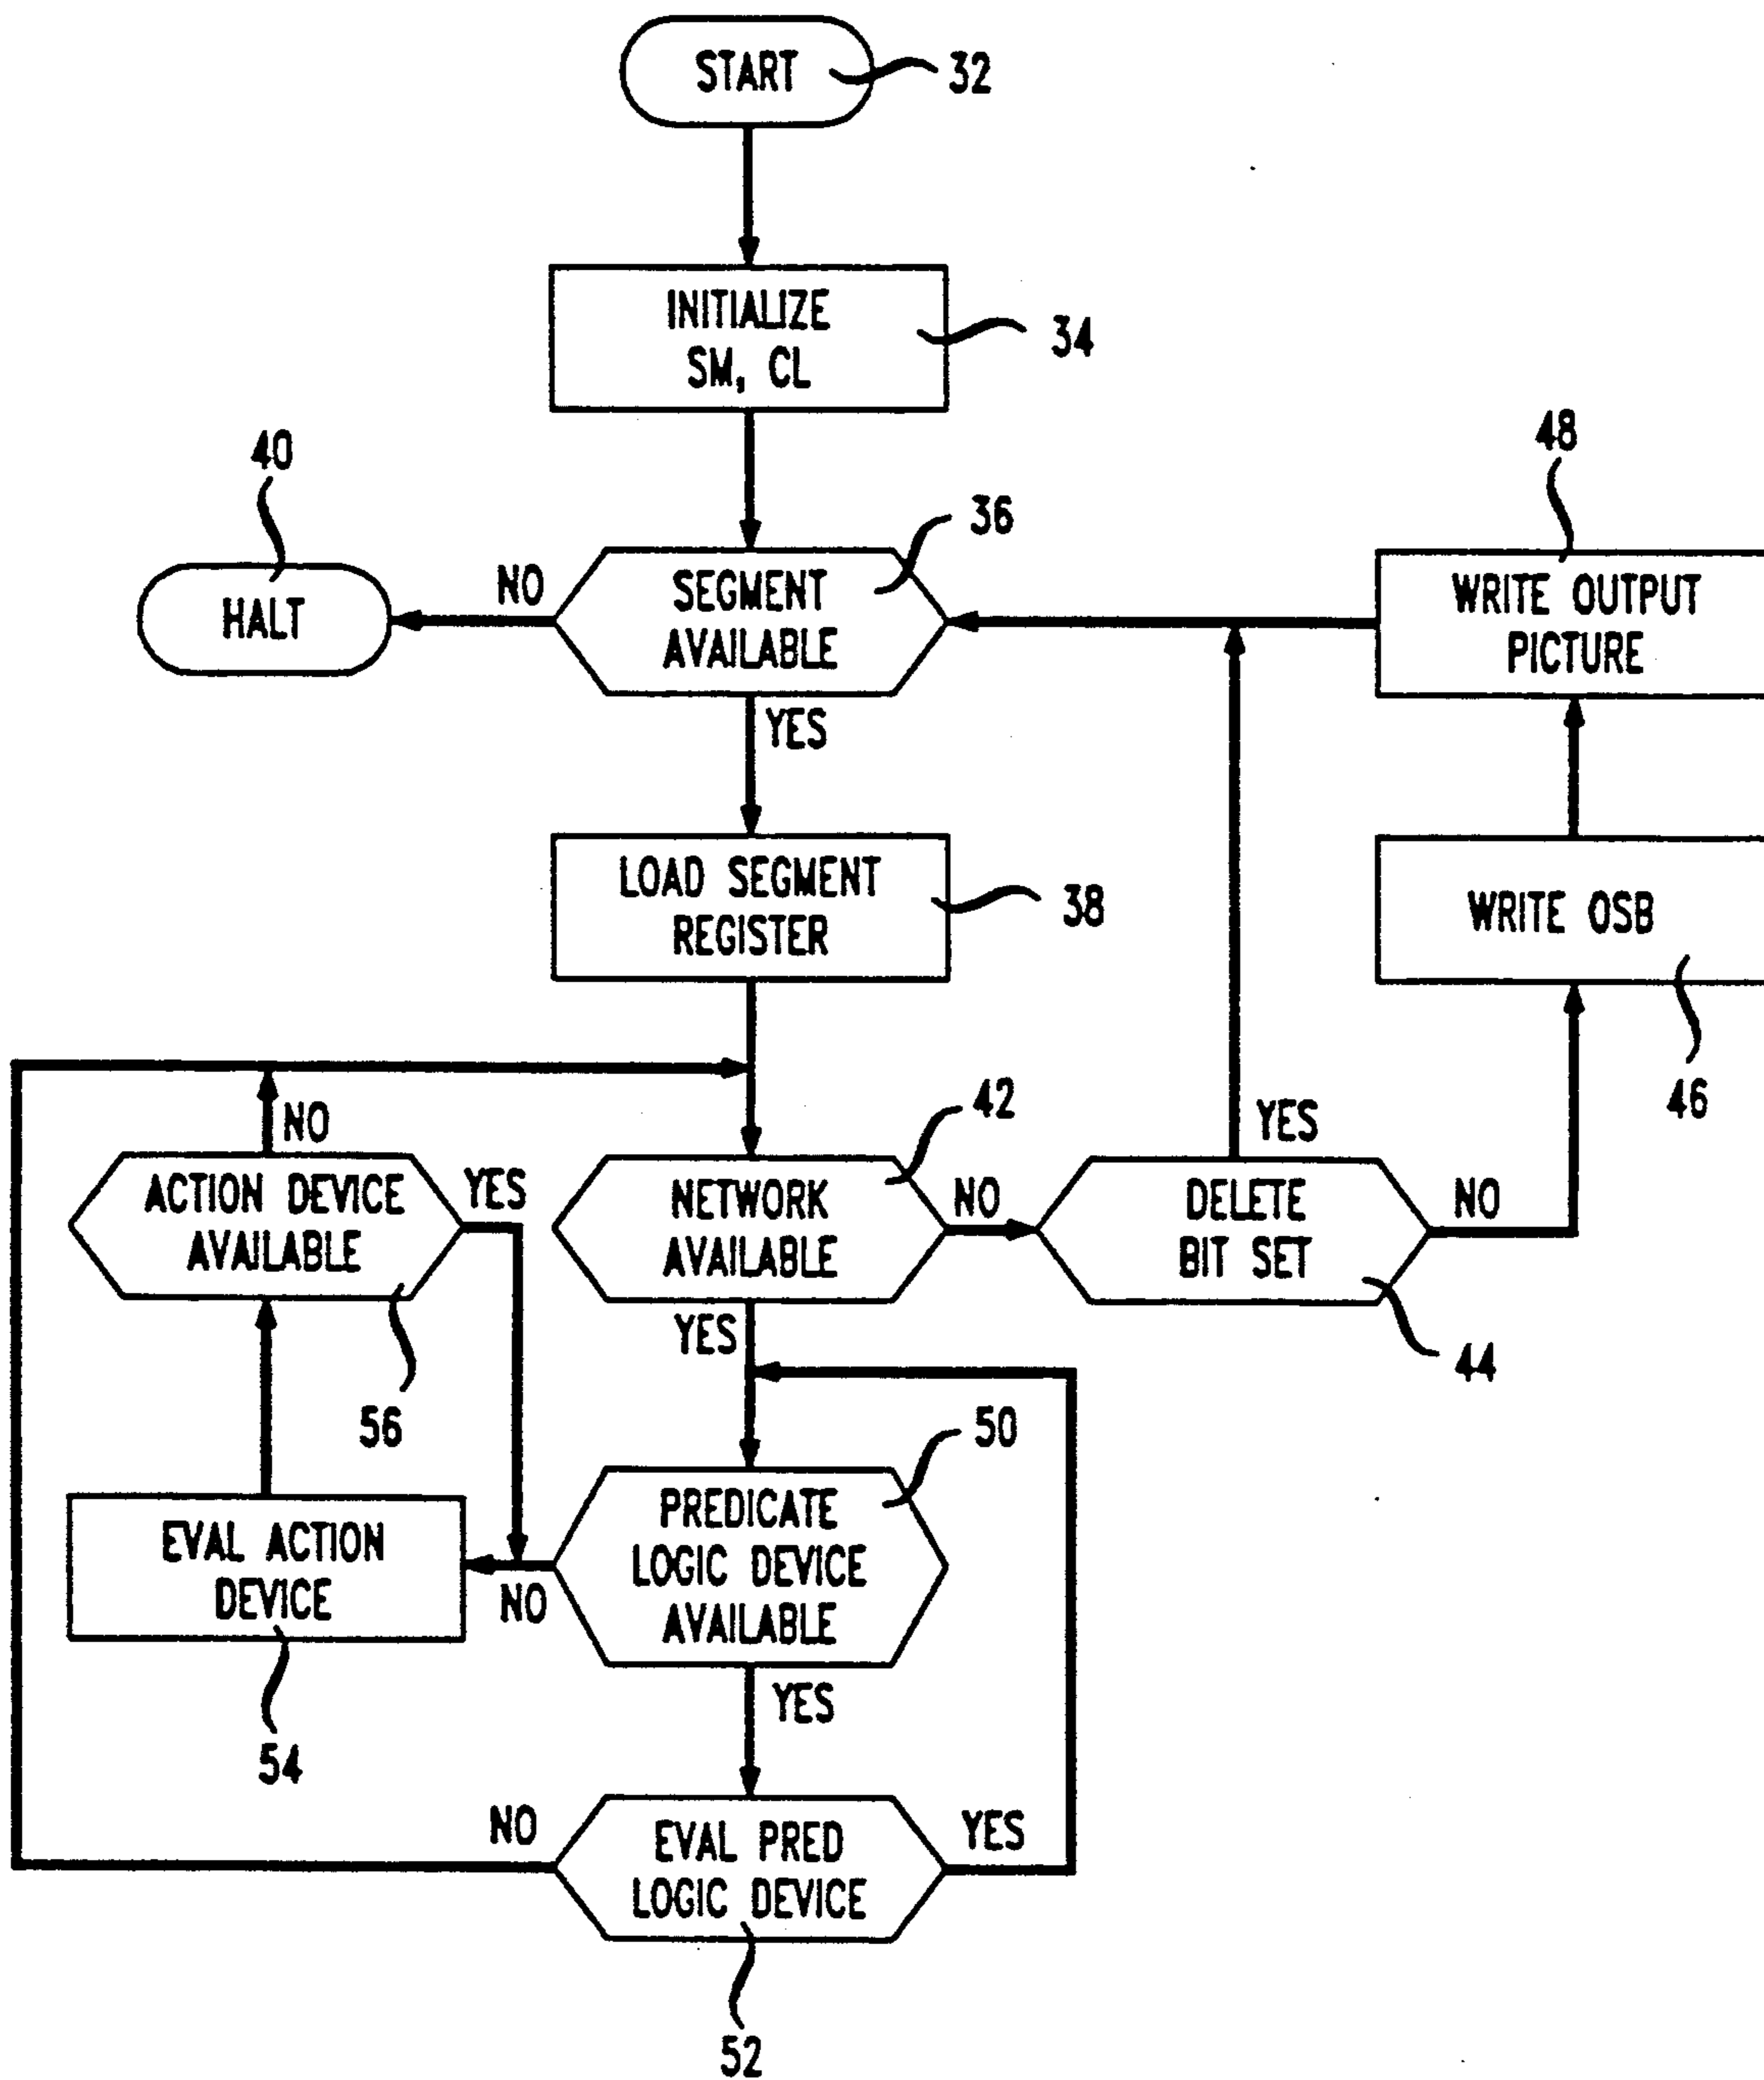 START
32
INITIALIZE
SM, CL
34
40
36
48
HALT
NO
SEGMENT
AVAILABLE
WRITE OUTPUT
PICTURE
YES
LOAD SEGMENT
REGISTER
38
WRITE OSB
46
42
NO
YES
ACTION DEVICE
AVAILABLE
YES
NETWORK
AVAILABLE
NO
DELETE
BIT SET
NO
44
YES
56
50
PREDICATE
LOGIC DEVICE
AVAILABLE
NO
EVAL ACTION
DEVICE
YES
54
NO
EVAL PRED
LOGIC DEVICE
YES
52